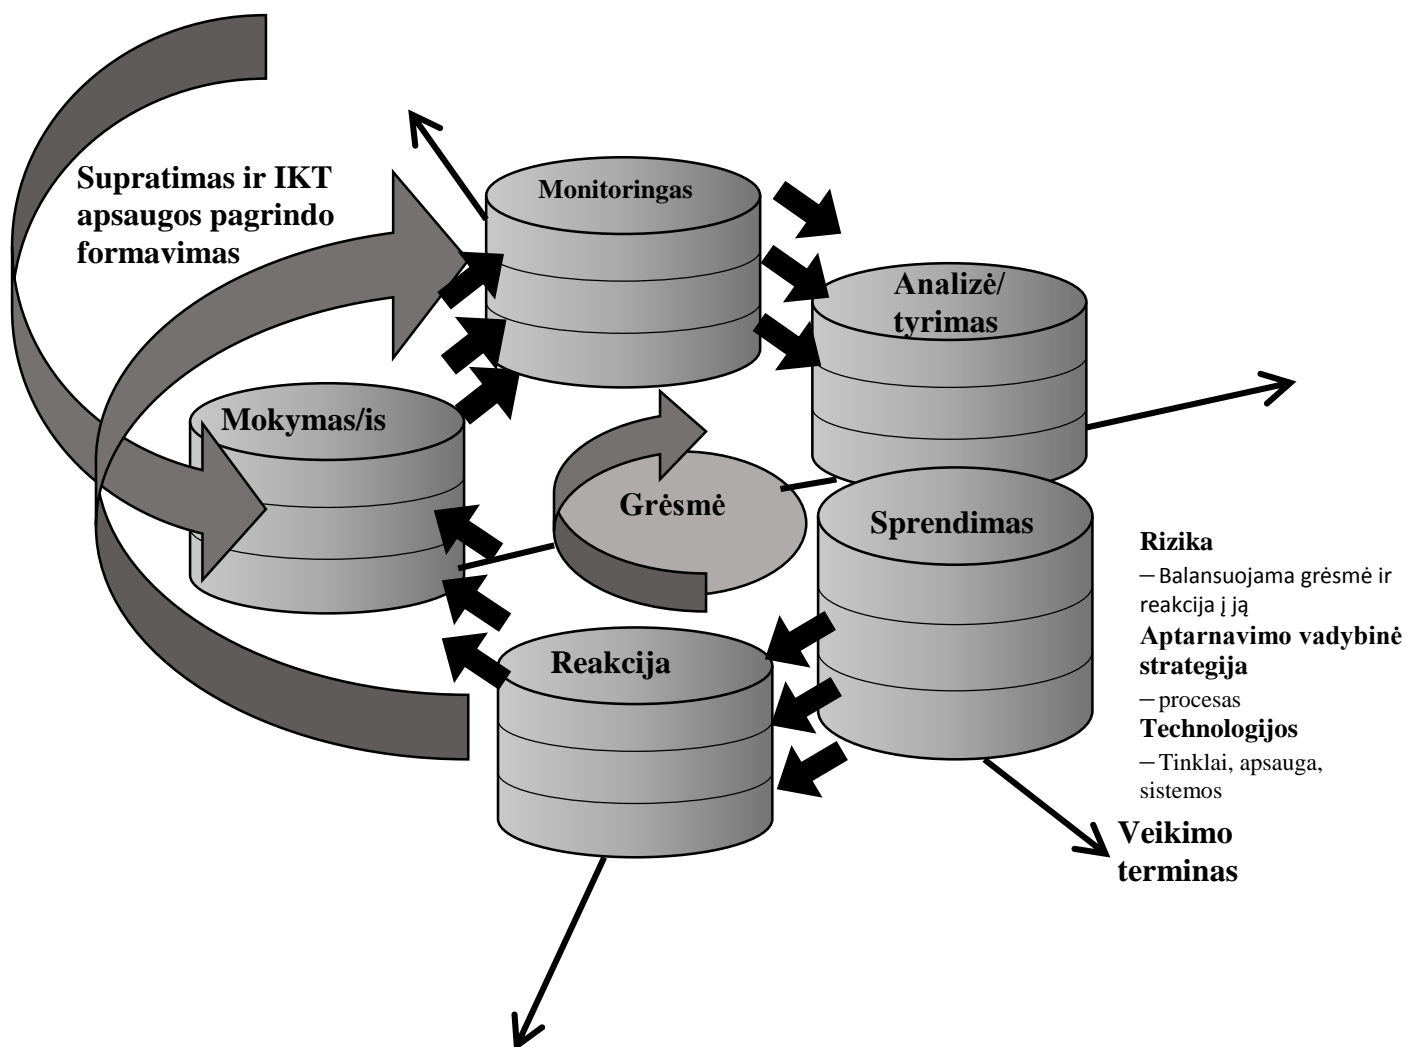 Supratimas ir IKT
apsaugos pagrindo
formavimas
Monitoringas
Analizė/
tyrimas
Mokymas/is
Grėsmė
Sprendimas
Reakcija
Rizika
– Balansuojama grėsmė ir
reakcija į ją
Aptarnavimo vadybinė
strategija
– procesas
Technologijos
– Tinklai, apsauga,
sistemos
Veikimo
terminas